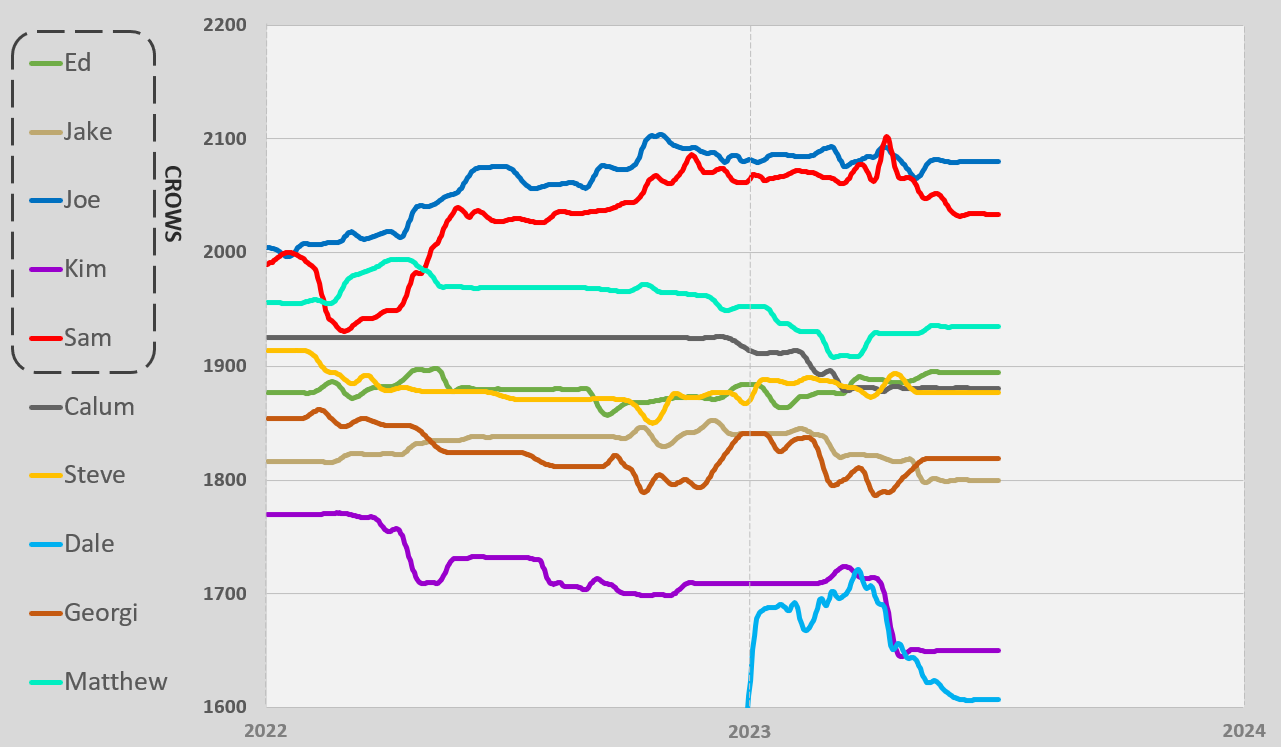 Ed
Jake
Joe
Kim
Sam
Calum
Steve
Dale
Georgi
Matthew
CROWS
2200
2100
2000
1900
1800
1700
1600
2022
2023
2024